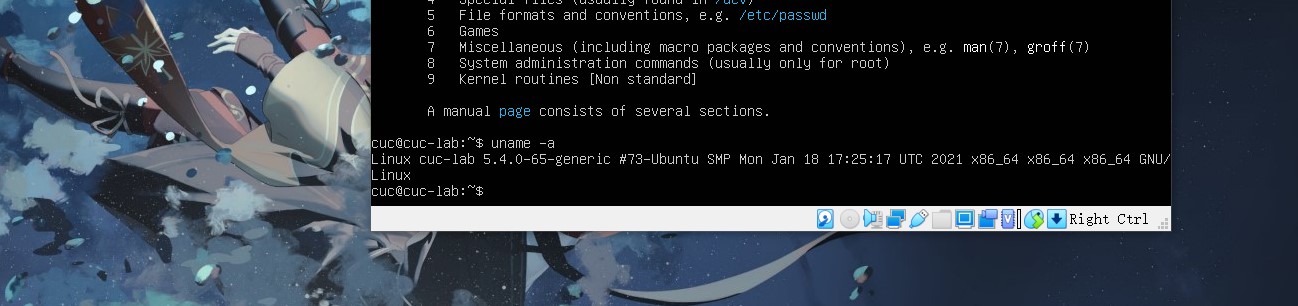 4   Special files (usually found in /dev)
5   File formats and conventions, e.g. /etc/passwd
6   Games
7   Miscellaneous (including macro packages and conventions), e.g. man(7), groff(7)
8   System administration commands (usually only for root)
9   Kernel routines [Non standard]
A manual page consists of several sections.
cuc@cuc-lab:~$ uname -a
Linux cuc-lab 5.4.0-65-generic #73-Ubuntu SMP Mon Jan 18 17:25:17 UTC 2021 x86_64 x86_64 x86_64 GNU/
Linux
cuc@cuc-lab:~$
Right Ctrl